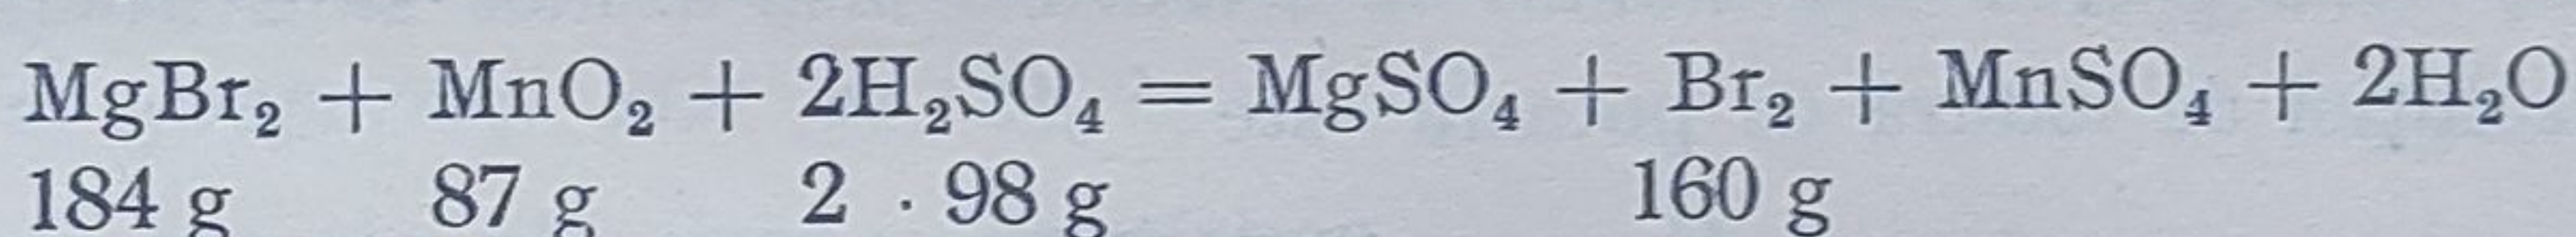 MgBr₂ + MnO₂ + 2H₂SO₄ = MgSO₄ + Br₂ + MnSO₄ + 2H₂O
184 g 87 g 2 · 98 g 160 g